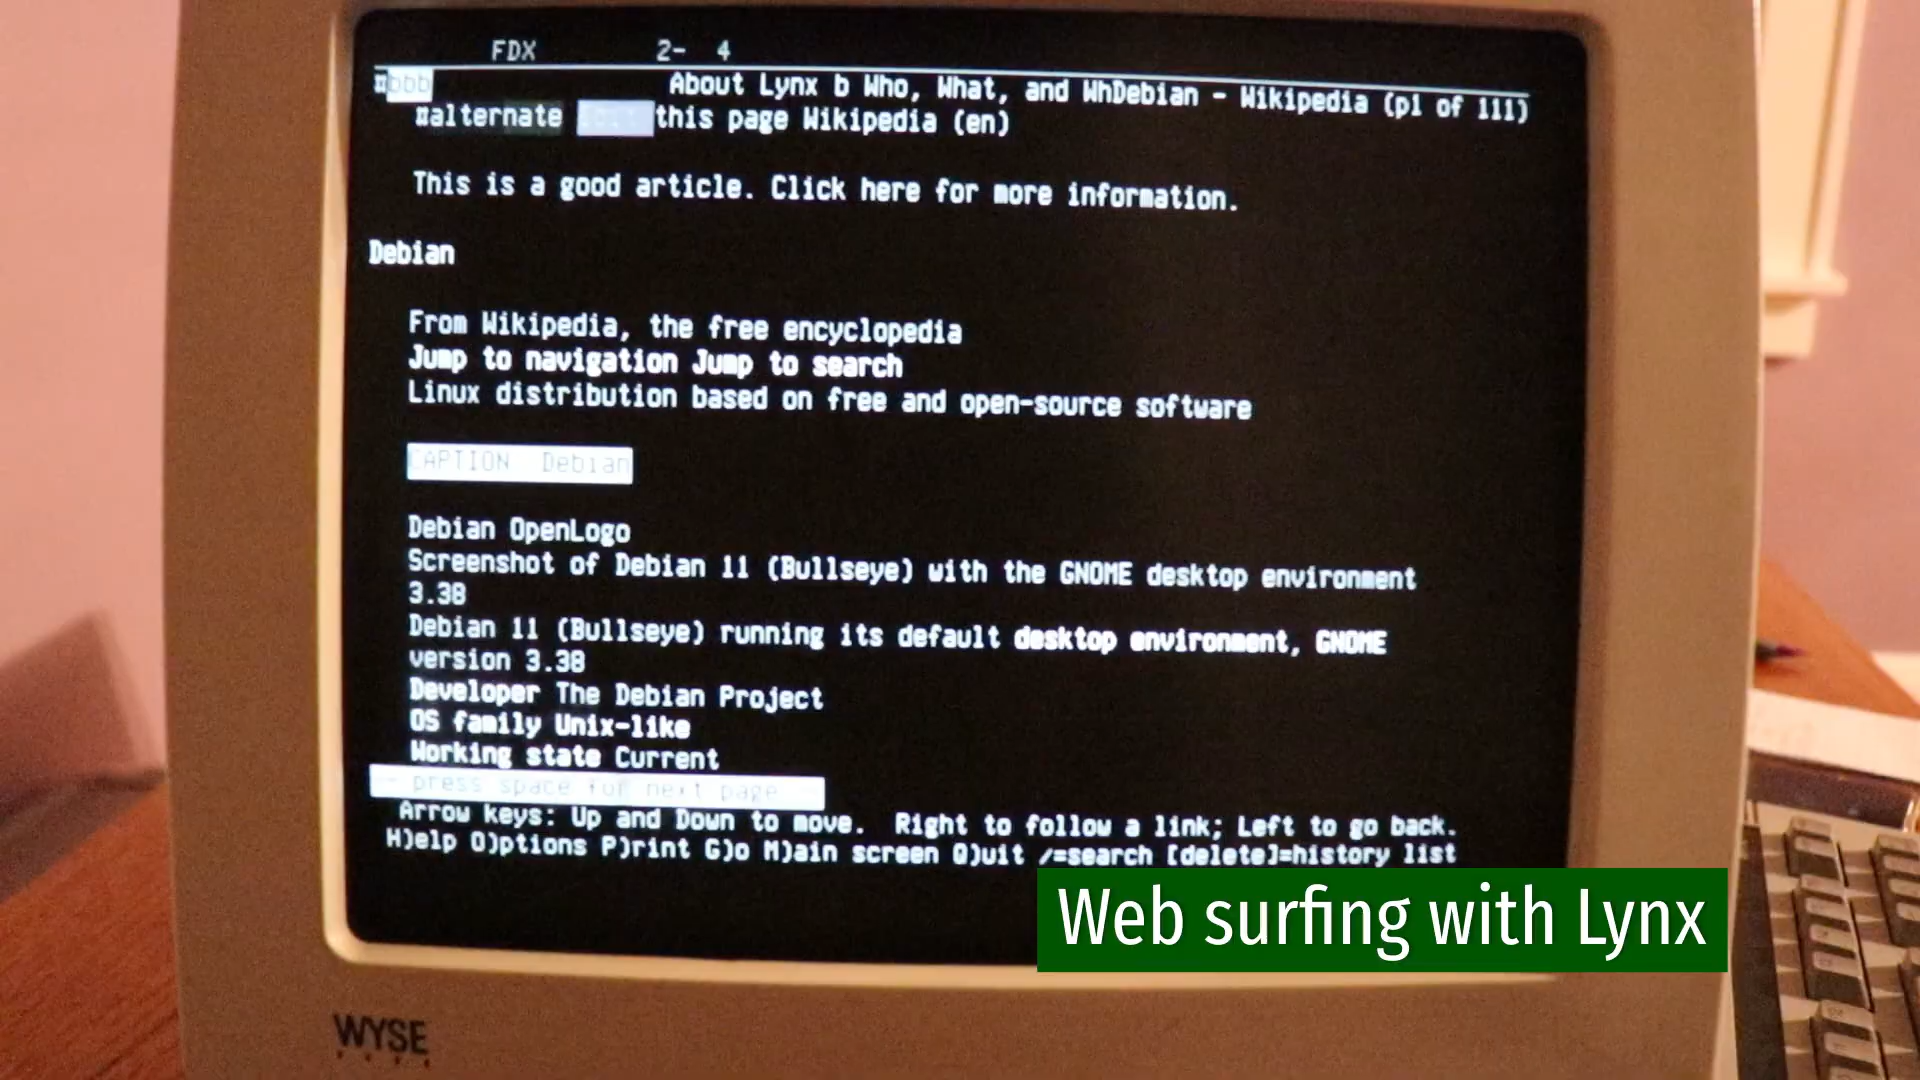 FDX 2- 4
¤bbb About Lynx b Who, What, and WhDebian - Wikipedia (p1 of 111)
¤alternate this page Wikipedia (en)
This is a good article. Click here for more information.
Debian
From Wikipedia, the free encyclopedia
Jump to navigation Jump to search
Linux distribution based on free and open-source software
CAPTION Debian
Debian OpenLogo
Screenshot of Debian 11 (Bullseye) with the GNOME desktop environment
3.38
Debian 11 (Bullseye) running its default desktop environment, GNOME
version 3.38
Developer The Debian Project
OS family Unix-like
Working state Current
-- press space for next page --
Arrow keys: Up and Down to move. Right to follow a link; Left to go back.
H)elp O)ptions P)rint G)o M)ain screen Q)uit /=search [delete]=history list
Web surfing with Lynx
WYSE